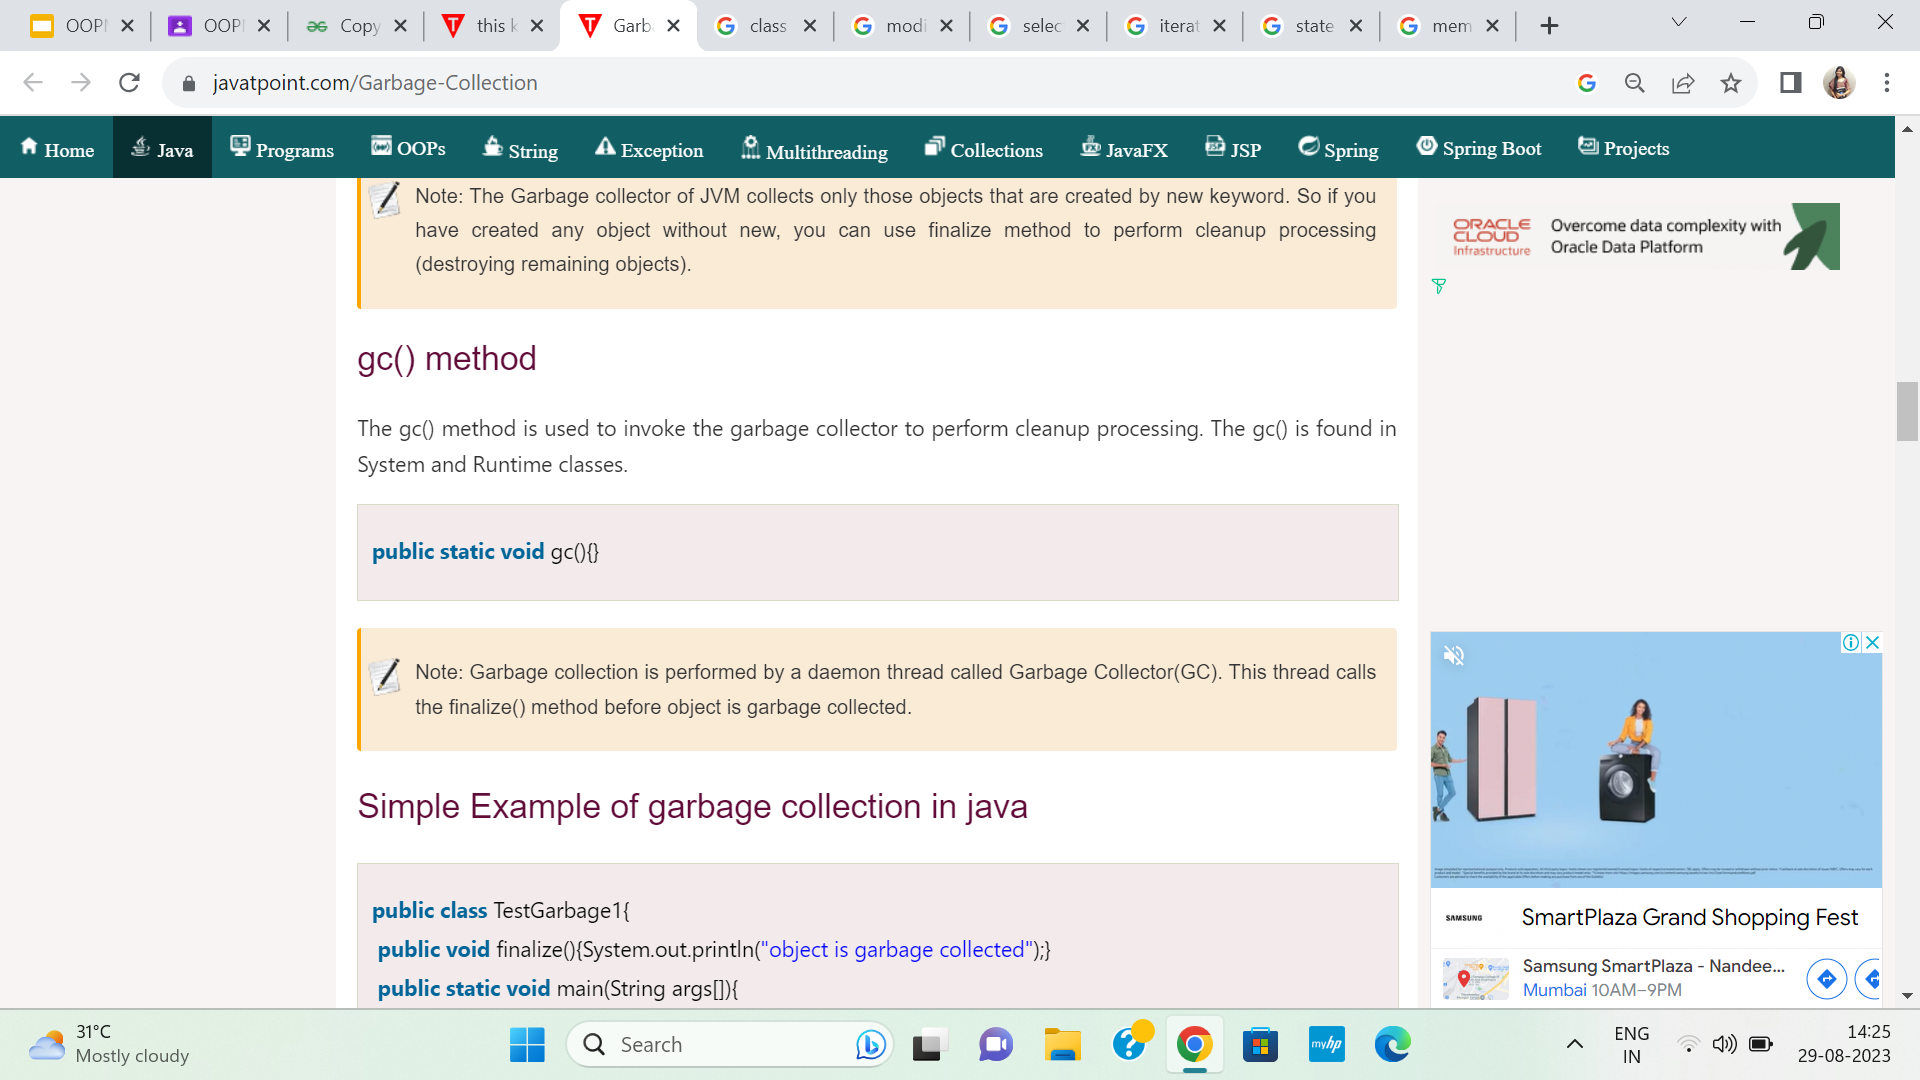 OOPI
OOPI
Copy
this k
Garb
class
modi
selec
iterat
state
mem
javatpoint.com/Garbage-Collection
Home
Java
Programs
OOPs
String
Exception
Multithreading
Collections
JavaFX
JSP
Spring
Spring Boot
Projects
Note: The Garbage collector of JVM collects only those objects that are created by new keyword. So if you
have created any object without new, you can use finalize method to perform cleanup processing
(destroying remaining objects).
gc() method
The gc() method is used to invoke the garbage collector to perform cleanup processing. The gc() is found in
System and Runtime classes.
public static void gc(){}
Note: Garbage collection is performed by a daemon thread called Garbage Collector(GC). This thread calls
the finalize() method before object is garbage collected.
Simple Example of garbage collection in java
public class TestGarbage1{
public void finalize(){System.out.println("object is garbage collected");}
public static void main(String args[]){
ORACLE
CLOUD
Infrastructure
Overcome data complexity with
Oracle Data Platform
SAMSUNG
SmartPlaza Grand Shopping Fest
Samsung SmartPlaza - Nandee...
Mumbai 10AM–9PM
31°C
Mostly cloudy
Search
myhp
ENG
IN
14:25
29-08-2023